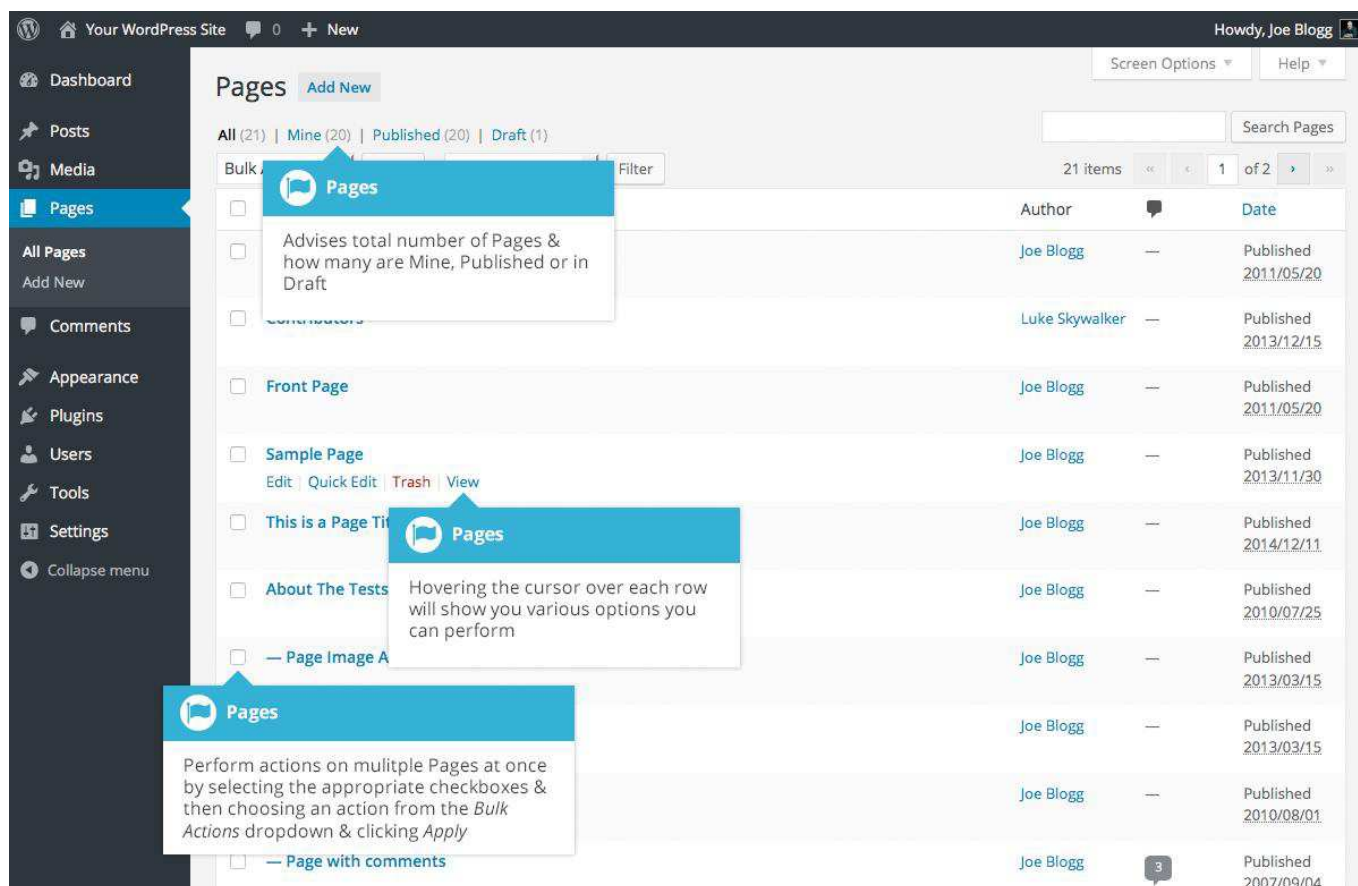 Your WordPress Site 0 + New Howdy, Joe Blogg
Dashboard
Posts
Media
Pages
All Pages
Add New
Comments
Appearance
Plugins
Users
Tools
Settings
Collapse menu
Screen Options Help
Pages Add New
All (21) | Mine (20) | Published (20) | Draft (1)
Search Pages
Bulk Filter 21 items « ‹ 1 of 2 › »
Pages
Advises total number of Pages &
how many are Mine, Published or in
Draft
Author Date
Joe Blogg — Published
2011/05/20
Contributors Luke Skywalker — Published
2013/12/15
Front Page Joe Blogg — Published
2011/05/20
Sample Page Joe Blogg — Published
Edit | Quick Edit | Trash | View 2013/11/30
This is a Page Joe Blogg — Published
2014/12/11
Pages
Hovering the cursor over each row
will show you various options you
can perform
About The Tests Joe Blogg — Published
2010/07/25
— Page Image Joe Blogg — Published
2013/03/15
Pages
Perform actions on mulitple Pages at once
by selecting the appropriate checkboxes &
then choosing an action from the Bulk
Actions dropdown & clicking Apply
Joe Blogg — Published
2013/03/15
Joe Blogg — Published
2010/08/01
— Page with comments Joe Blogg 3 Published
2007/09/04